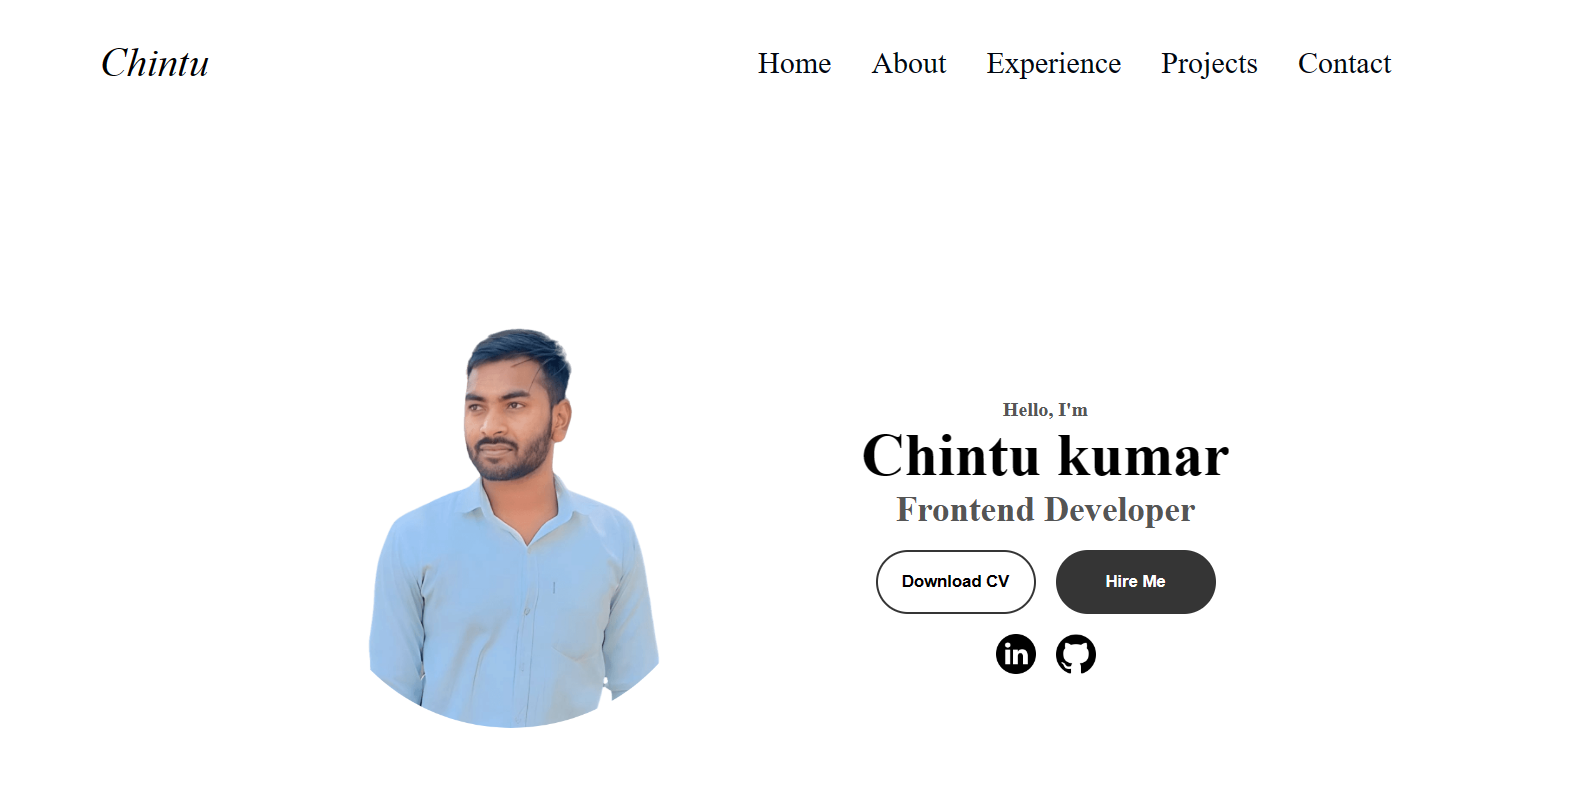 Chintu
Home About Experience Projects Contact
Hello, I'm
Chintu kumar
Frontend Developer
Download CV Hire Me
in